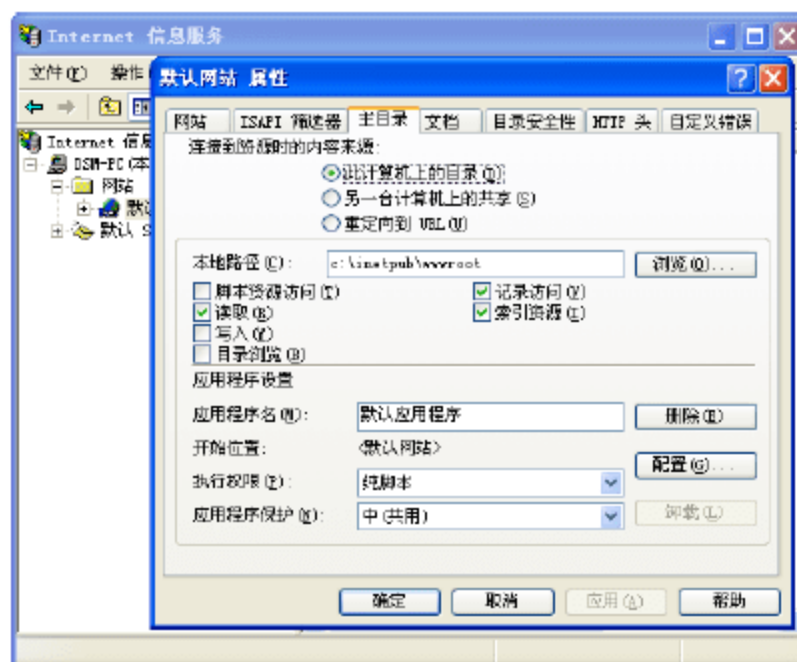 Internet 信息服务
文件(F) 操作
默认网站 属性
网站 ISAPI 筛选器 主目录 文档 目录安全性 HTTP 头 自定义错误
Internet 信息
连接到资源时的内容来源:
DSM-PC(本
此计算机上的目录(D)
网站
另一台计算机上的共享(S)
默认 S
重定向到 URL(U)
本地路径(C): c:\inetpub\wwwroot 浏览(O)...
脚本资源访问(T) 记录访问(V)
读取(R) 索引资源(I)
写入(W)
目录浏览(B)
应用程序设置
应用程序名(M): 默认应用程序 删除(E)
开始位置: <默认网站>
配置(G)...
执行权限(P): 纯脚本
应用程序保护(N): 中(共用) 卸载(L)
确定 取消 应用(A) 帮助